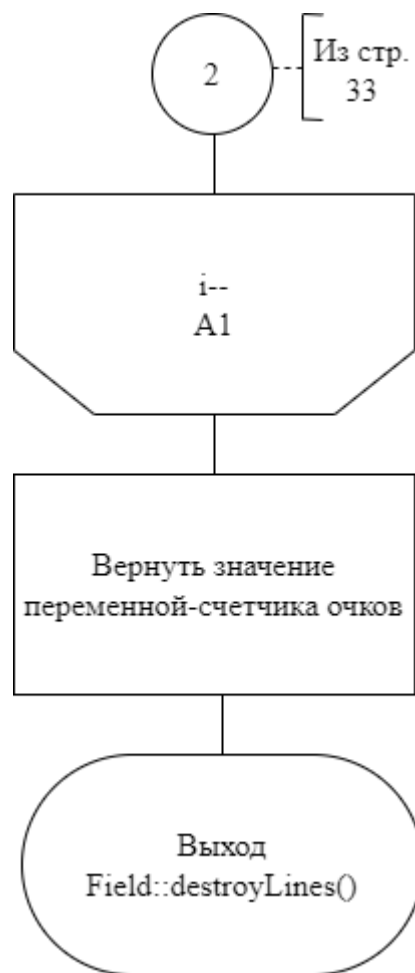 2
Из стр.
33
i--
A1
Вернуть значение
переменной-счетчика очков
Выход
Field::destroyLines()